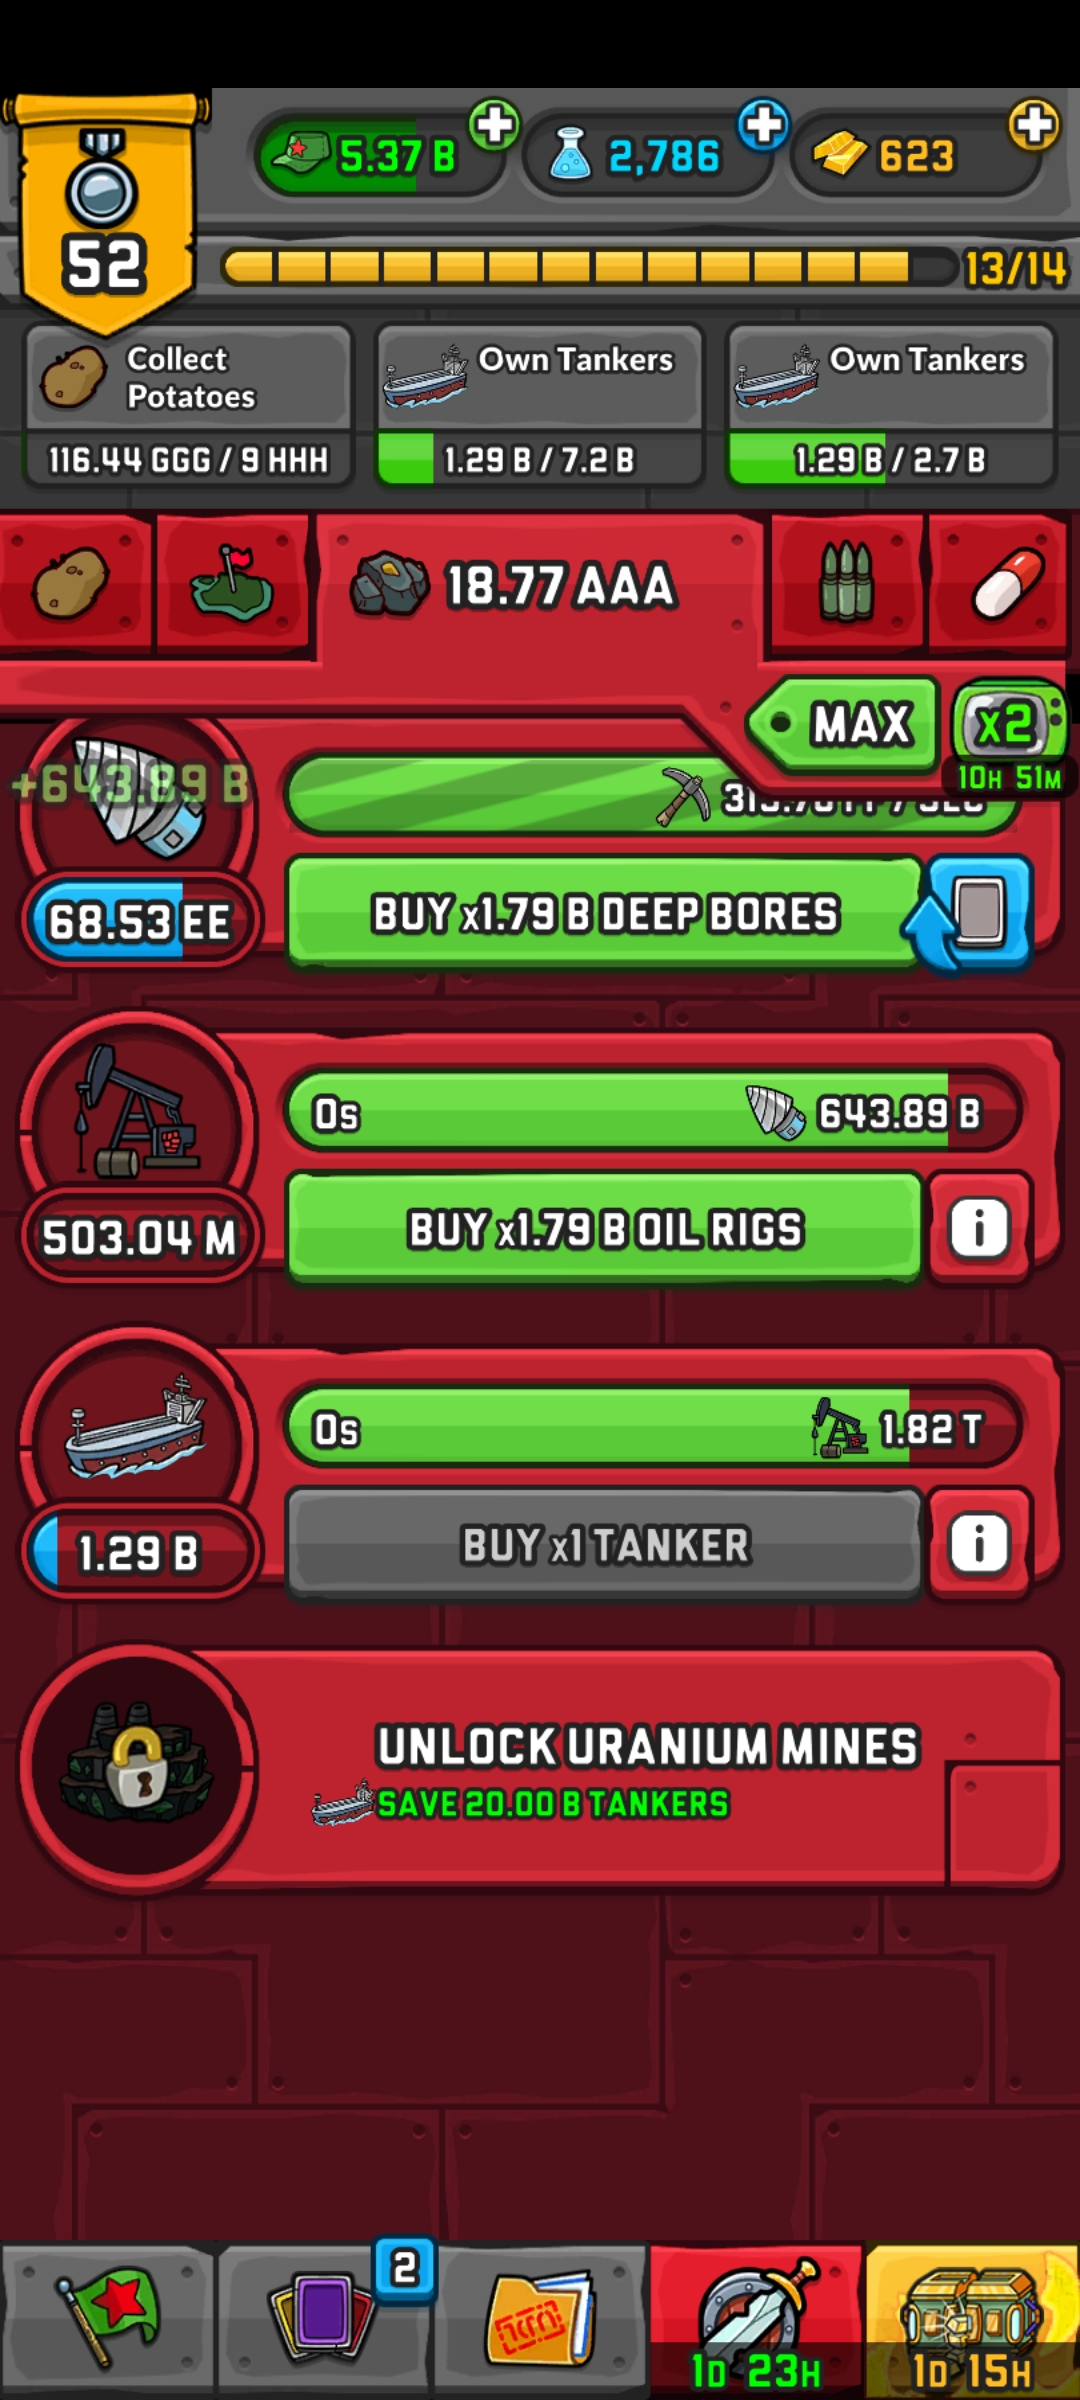 5.37 B
2,786
623
52
13/14
Collect
Potatoes
116.44 GGG / 9 HHH
Own Tankers
1.29 B / 7.2 B
Own Tankers
1.29 B / 2.7 B
18.77 AAA
MAX
x2
10H 51M
+643.89 B
68.53 EE
BUY x1.79 B DEEP BORES
0s
643.89 B
503.04 M
BUY x1.79 B OIL RIGS
i
0s
1.82 T
1.29 B
BUY x1 TANKER
i
UNLOCK URANIUM MINES
SAVE 20.00 B TANKERS
2
1D 23H
1D 15H